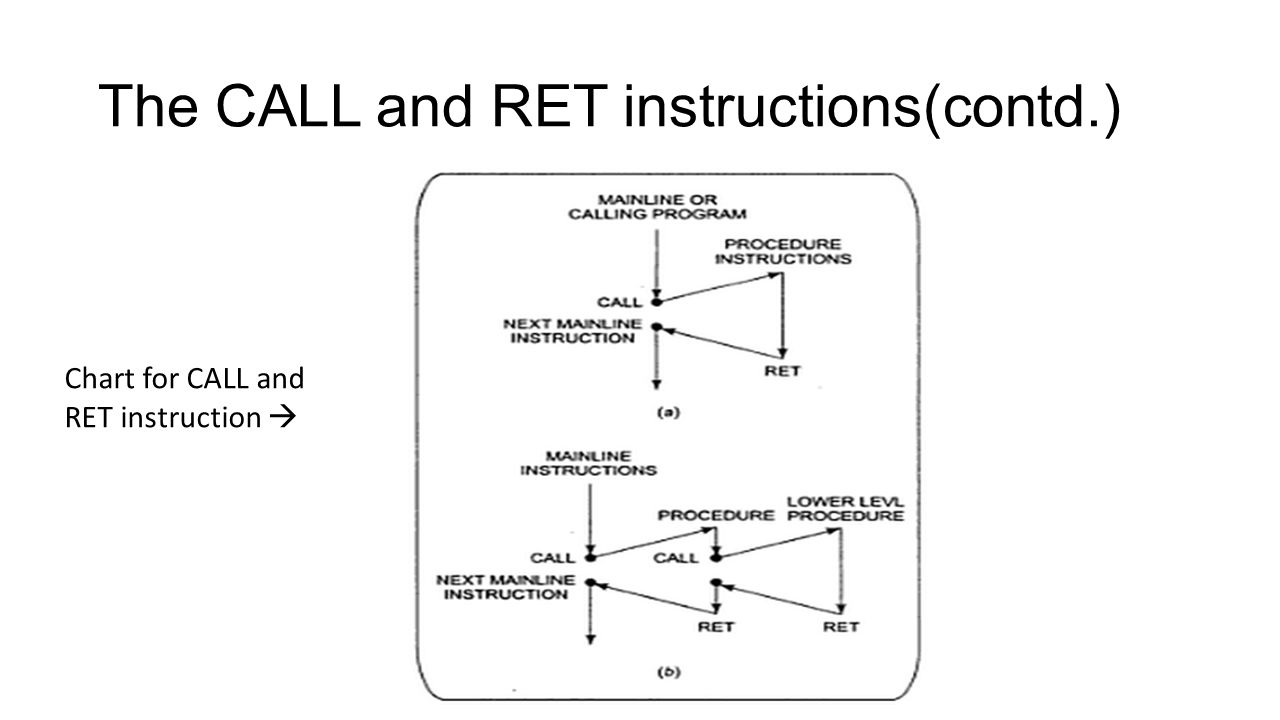 The CALL and RET instructions(contd.)
MAINLINE OR
CALLING PROGRAM
PROCEDURE
INSTRUCTIONS
CALL
NEXT MAINLINE
INSTRUCTION
RET
(a)
Chart for CALL and
RET instruction →
MAINLINE
INSTRUCTIONS
PROCEDURE
LOWER LEVL
PROCEDURE
CALL
CALL
NEXT MAINLINE
INSTRUCTION
RET
RET
(b)